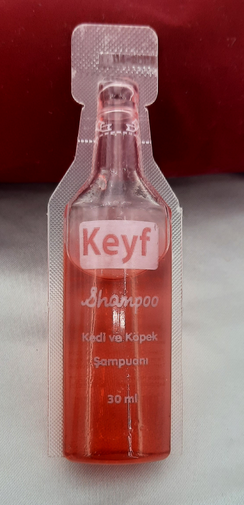 Keyf
Shampoo
Kedi ve Köpek
Şampuanı
30 ml